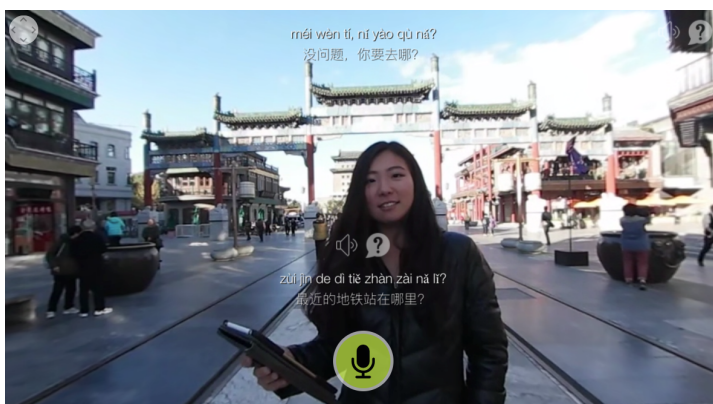 méi wèn tí, nǐ yào qù nǎ?
没问题，你要去哪?
?
?
zùi jìn de dì tiě zhàn zài nǎ lǐ?
最近的地铁站在哪里?